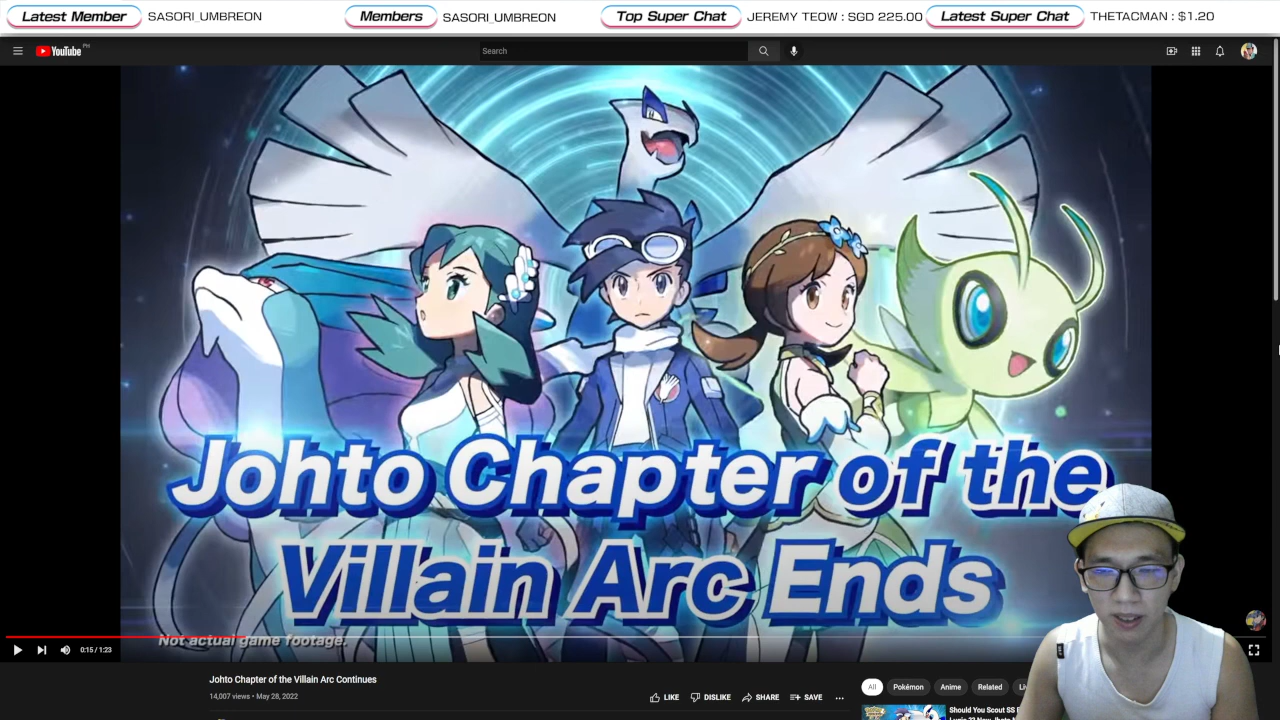 Latest Member SASORI_UMBREON Members SASORI_UMBREON Top Super Chat JEREMY TEOW : SGD 225.00 Latest Super Chat THETACMAN : $1.20
YouTube PH Search
Johto Chapter of the
Villain Arc Ends
Not actual game footage.
0:15 / 1:23
Johto Chapter of the Villain Arc Continues
14,007 views • May 28, 2022
LIKE DISLIKE SHARE SAVE
All Pokémon Anime Related
Should You Scout SS